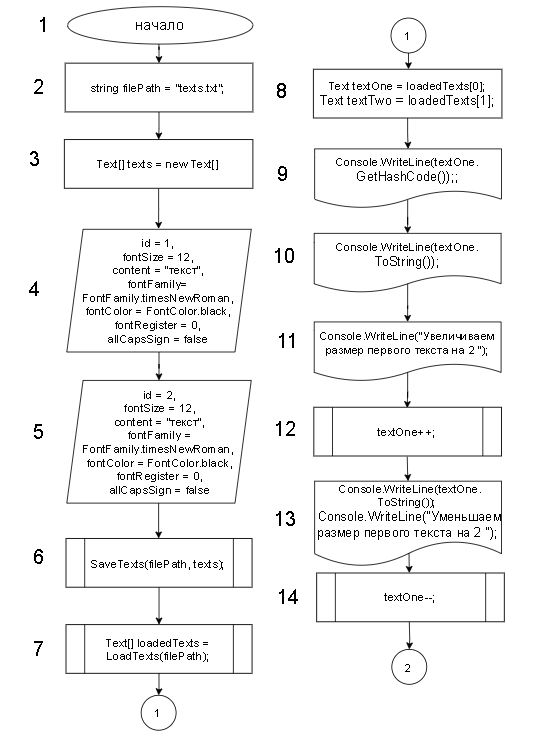 1
начало
2
string filePath = "texts.txt";
3
Text[] texts = new Text[]
4
id = 1,
fontSize = 12,
content = "текст",
fontFamily=
FontFamily.timesNewRoman,
fontColor = FontColor.black,
fontRegister = 0,
allCapsSign = false
5
id = 2,
fontSize = 12,
content = "текст",
fontFamily =
FontFamily.timesNewRoman,
fontColor = FontColor.black,
fontRegister = 0,
allCapsSign = false
6
SaveTexts(filePath, texts);
7
Text[] loadedTexts =
LoadTexts(filePath);
1
1
8
Text textOne = loadedTexts[0];
Text textTwo = loadedTexts[1];
9
Console.WriteLine(textOne.
GetHashCode());;
10
Console.WriteLine(textOne.
ToString());
11
Console.WriteLine("Увеличиваем
размер первого текста на 2 ");
12
textOne++;
13
Console.WriteLine(textOne.
ToString());
Console.WriteLine("Уменьшаем
размер первого текста на 2 ");
14
textOne--;
2